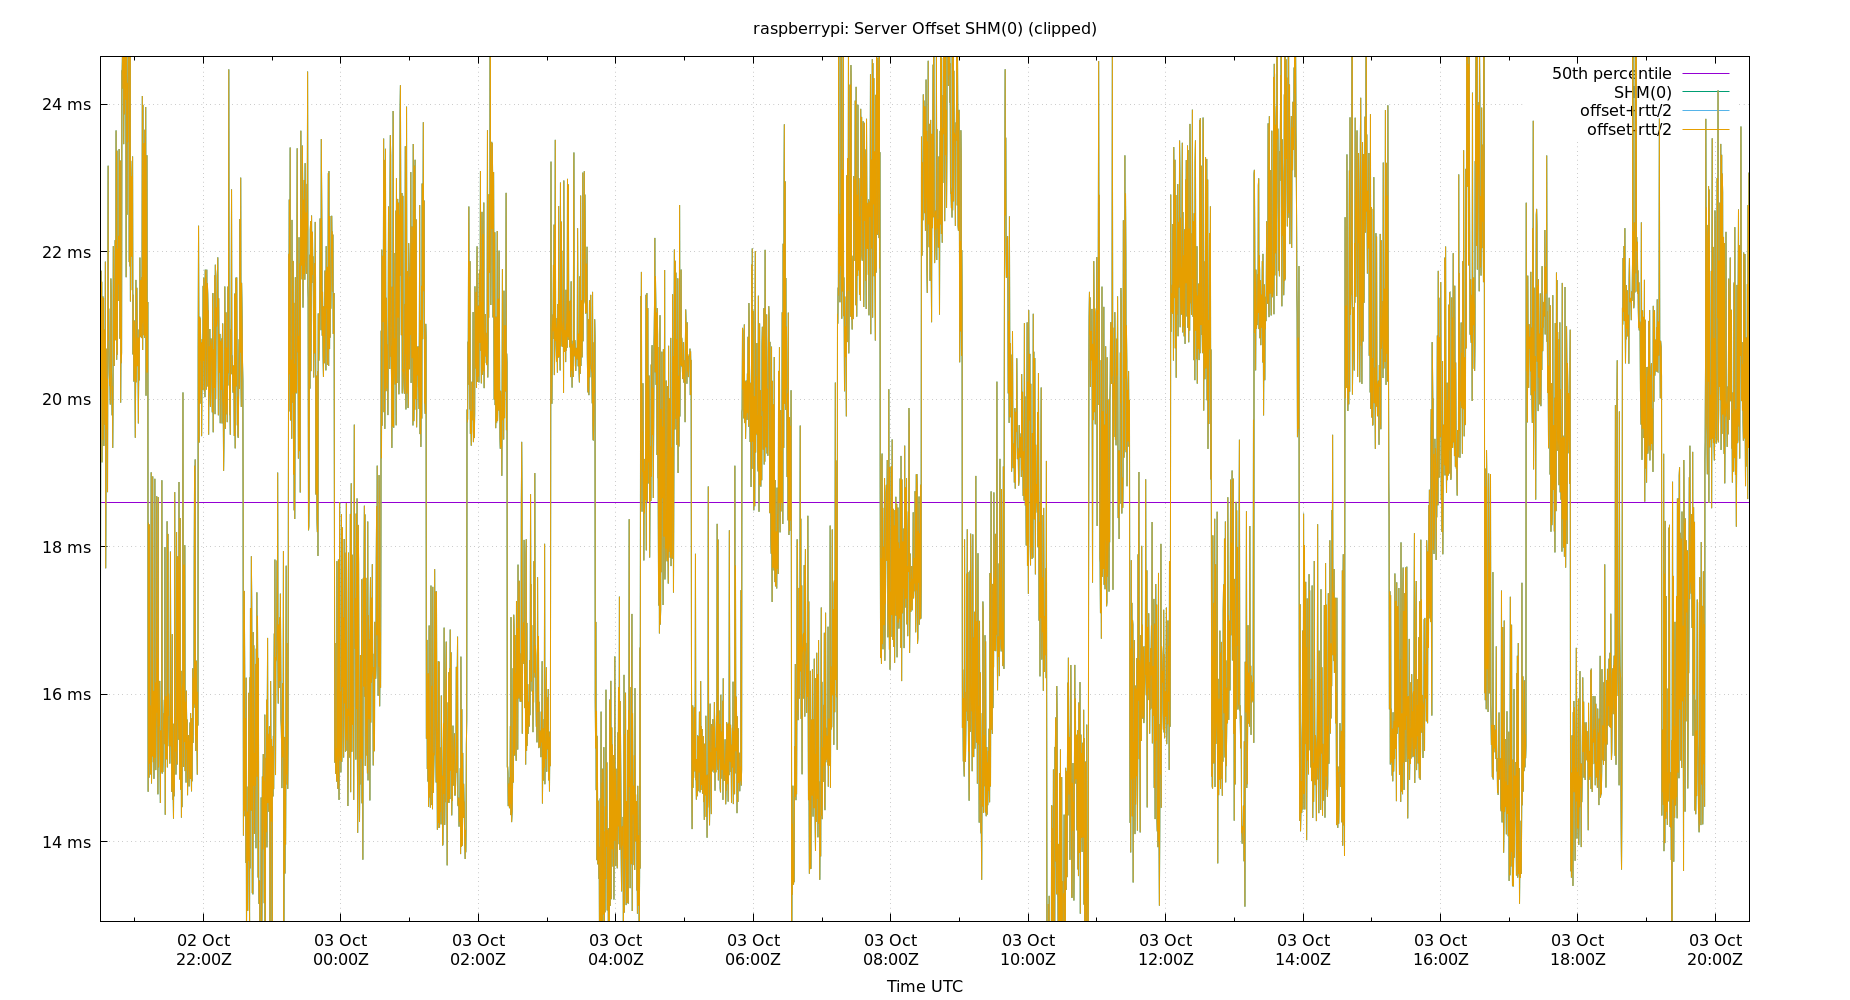 raspberrypi: Server Offset SHM(0) (clipped)
50th percentile
SHM(0)
offset+rtt/2
offset-rtt/2
24 ms
22 ms
20 ms
18 ms
16 ms
14 ms
02 Oct 03 Oct 03 Oct 03 Oct 03 Oct 03 Oct 03 Oct 03 Oct 03 Oct 03 Oct 03 Oct 03 Oct
22:00Z 00:00Z 02:00Z 04:00Z 06:00Z 08:00Z 10:00Z 12:00Z 14:00Z 16:00Z 18:00Z 20:00Z
Time UTC